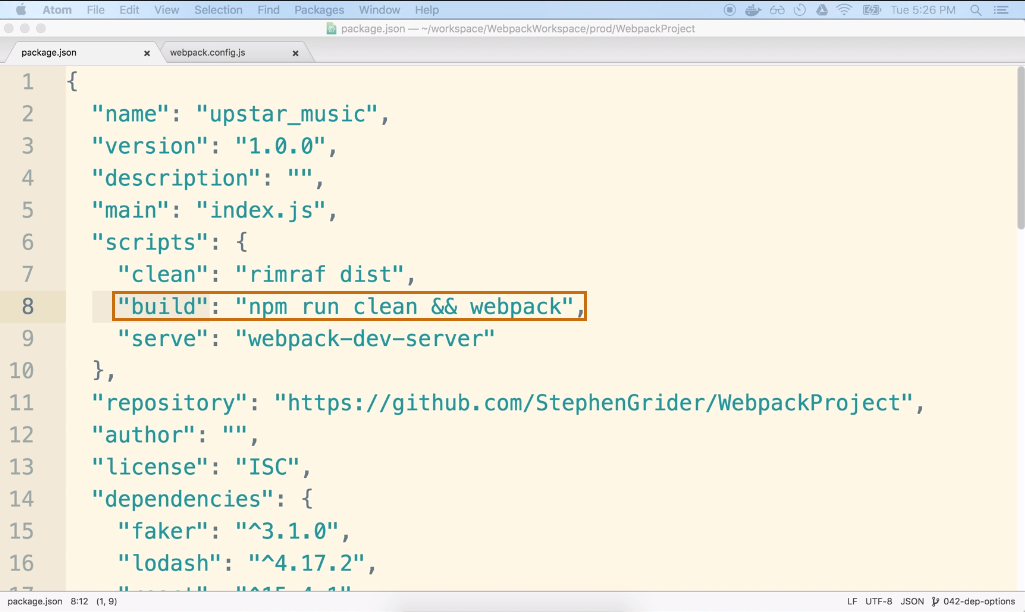 Atom File Edit View Selection Find Packages Window Help Tue 5:26 PM
package.json — ~/workspace/WebpackWorkspace/prod/WebpackProject
package.json × webpack.config.js ×
1 {
2 "name": "upstar_music",
3 "version": "1.0.0",
4 "description": "",
5 "main": "index.js",
6 "scripts": {
7 "clean": "rimraf dist",
8 "build": "npm run clean && webpack",
9 "serve": "webpack-dev-server"
10 },
11 "repository": "https://github.com/StephenGrider/WebpackProject",
12 "author": "",
13 "license": "ISC",
14 "dependencies": {
15 "faker": "^3.1.0",
16 "lodash": "^4.17.2",
package.json 8:12 (1, 9) LF UTF-8 JSON 042-dep-options